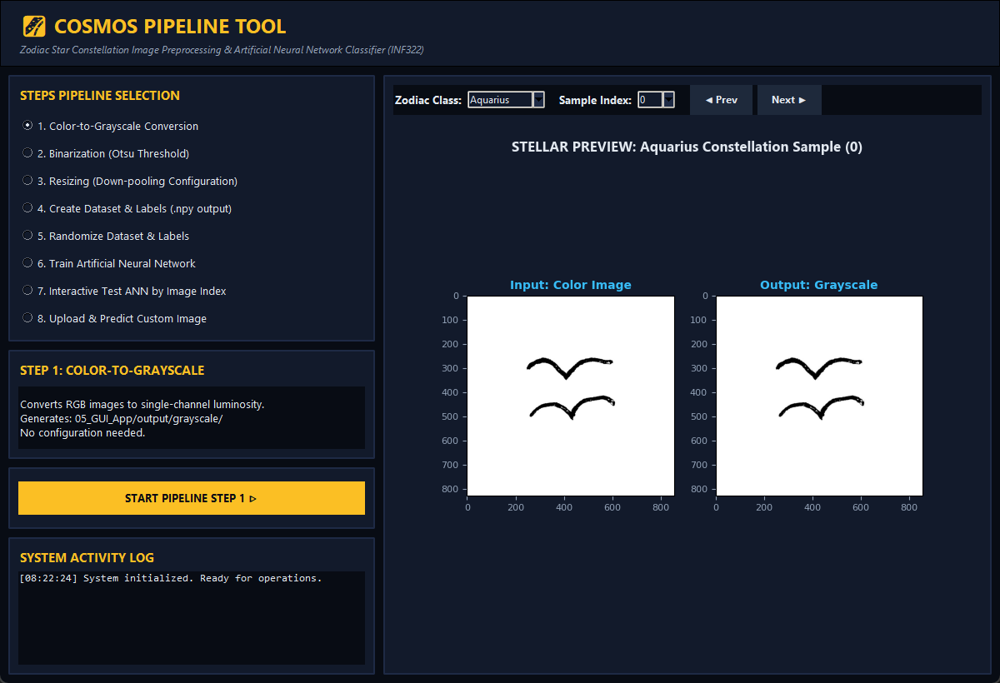 COSMOS PIPELINE TOOL
Zodiac Star Constellation Image Preprocessing & Artificial Neural Network Classifier (INF322)
STEPS PIPELINE SELECTION
1. Color-to-Grayscale Conversion
2. Binarization (Otsu Threshold)
3. Resizing (Down-pooling Configuration)
4. Create Dataset & Labels (.npy output)
5. Randomize Dataset & Labels
6. Train Artificial Neural Network
7. Interactive Test ANN by Image Index
8. Upload & Predict Custom Image
STEP 1: COLOR-TO-GRAYSCALE
Converts RGB images to single-channel luminosity.
Generates: 05_GUI_App/output/grayscale/
No configuration needed.
START PIPELINE STEP 1 ▷
SYSTEM ACTIVITY LOG
[08:22:24] System initialized. Ready for operations.
Zodiac Class: Aquarius Sample Index: 0 ◄ Prev Next ►
STELLAR PREVIEW: Aquarius Constellation Sample (0)
Input: Color Image
0
100
200
300
400
500
600
700
800
0 200 400 600 800
Output: Grayscale
0
100
200
300
400
500
600
700
800
0 200 400 600 800